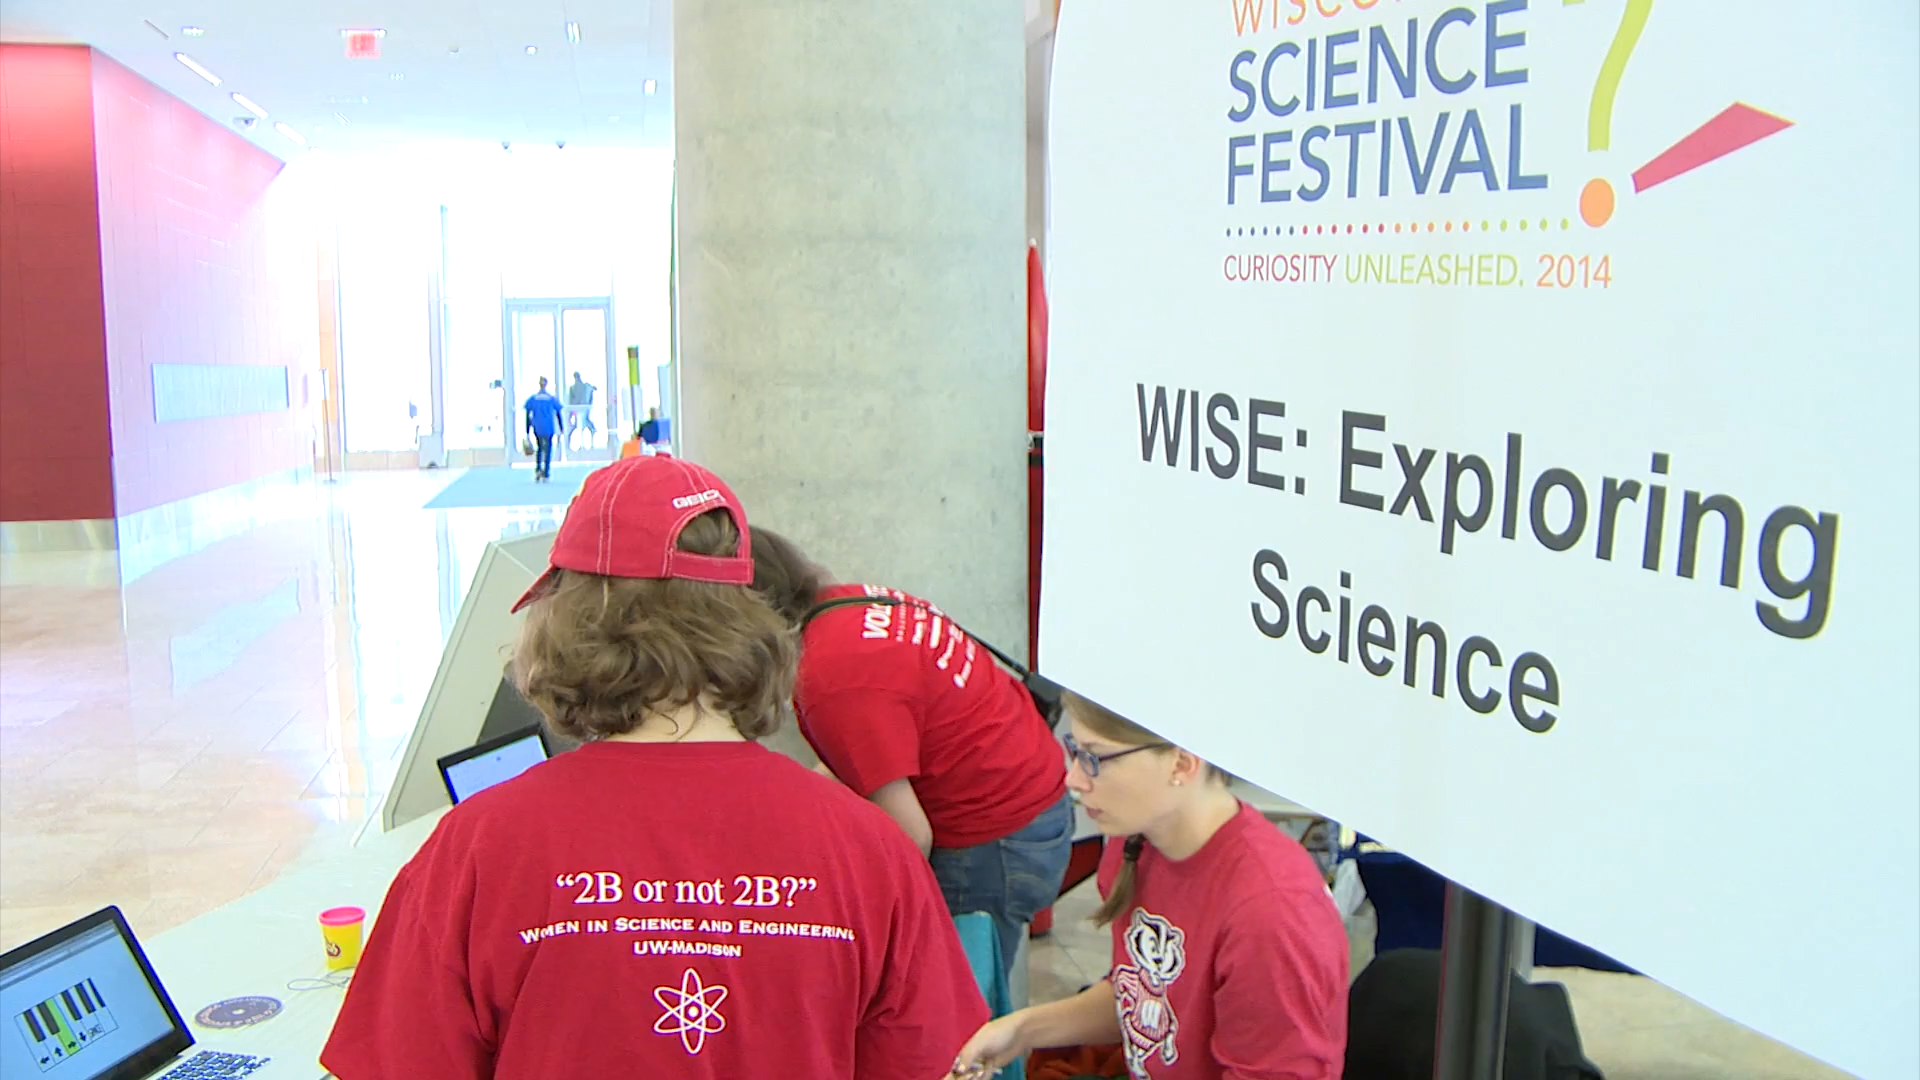 SCIENCE
FESTIVAL
CURIOSITY UNLEASHED. 2014
WISE: Exploring
Science
GEICO
“2B or not 2B?”
WOMEN IN SCIENCE AND ENGINEERING
UW-MADISON
W